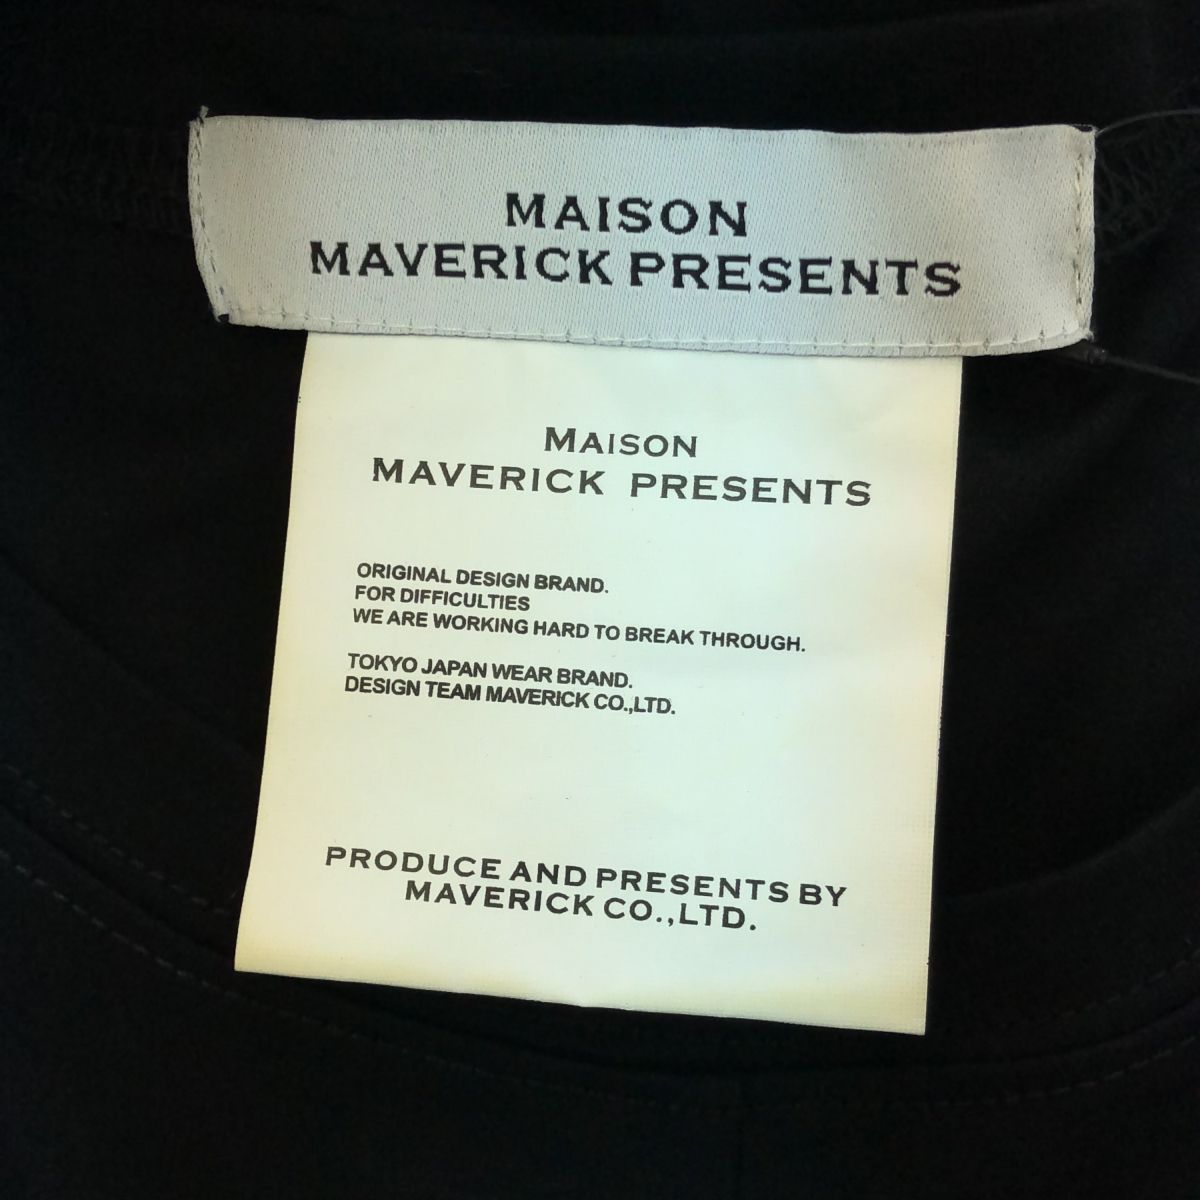 MAISON
MAVERICK PRESENTS
MAISON
MAVERICK PRESENTS
ORIGINAL DESIGN BRAND.
FOR DIFFICULTIES
WE ARE WORKING HARD TO BREAK THROUGH.
TOKYO JAPAN WEAR BRAND.
DESIGN TEAM MAVERICK CO.,LTD.
PRODUCE AND PRESENTS BY
MAVERICK CO.,LTD.